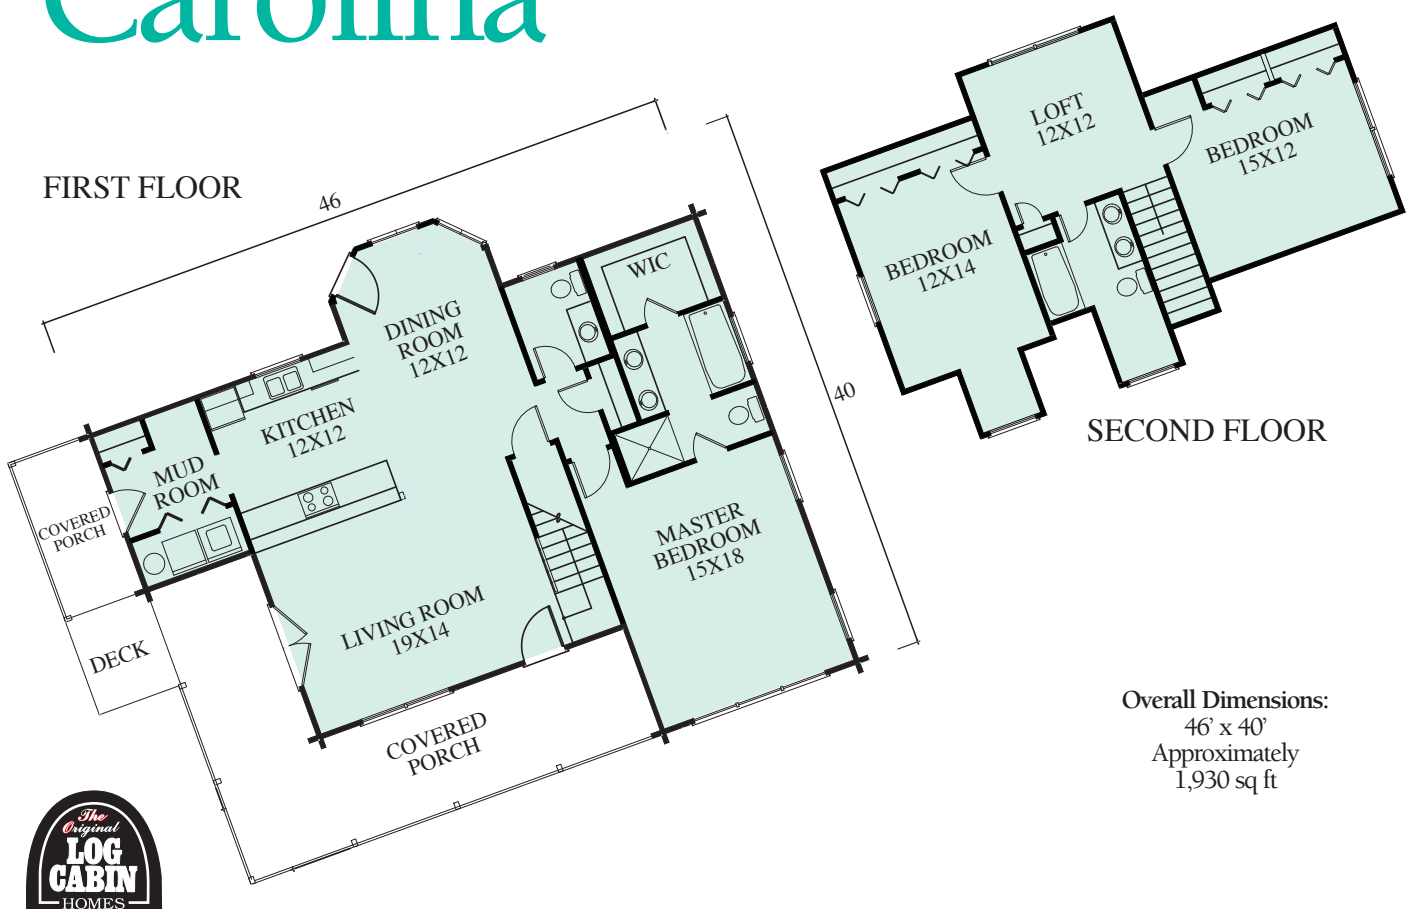 Carolina
FIRST FLOOR
46
40
DINING
ROOM
12X12
WIC
KITCHEN
12X12
MUD
ROOM
COVERED
PORCH
DECK
LIVING ROOM
19X14
MASTER
BEDROOM
15X18
COVERED
PORCH
LOFT
12X12
BEDROOM
15X12
BEDROOM
12X14
SECOND FLOOR
Overall Dimensions:
46’ x 40’
Approximately
1,930 sq ft
The
Original
LOG
CABIN
HOMES